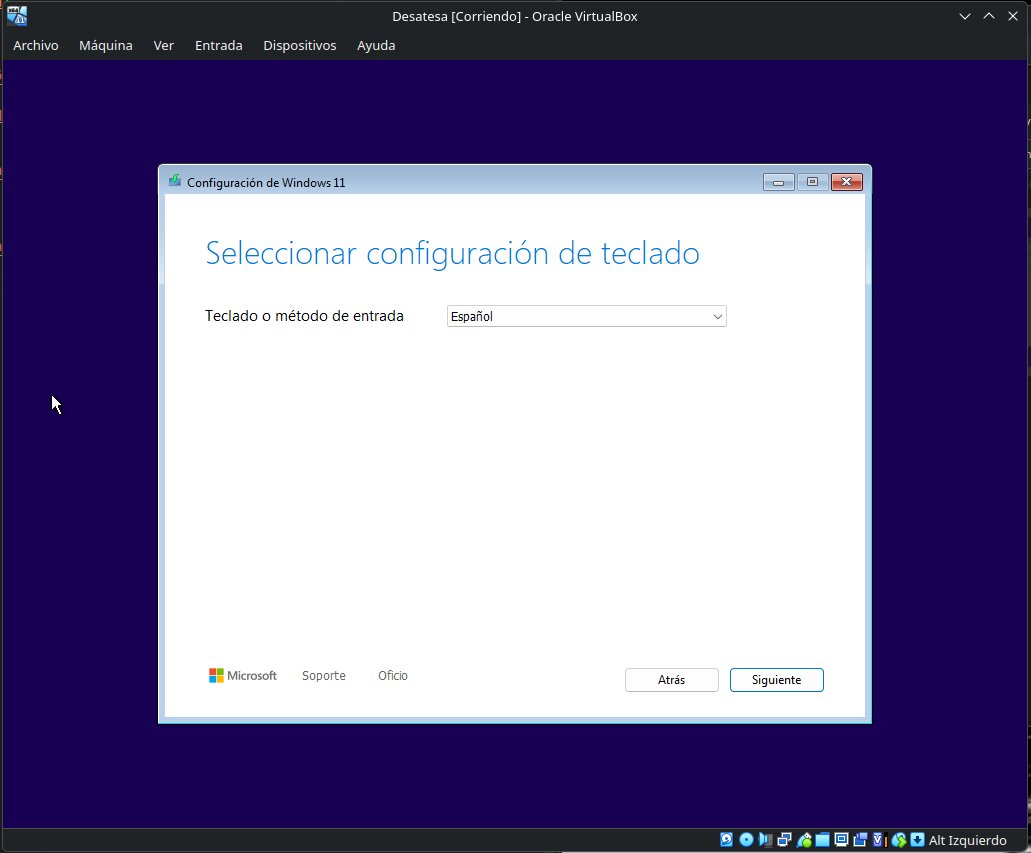 Desatesa [Corriendo] - Oracle VirtualBox
Archivo Máquina Ver Entrada Dispositivos Ayuda
Configuración de Windows 11
Seleccionar configuración de teclado
Teclado o método de entrada Español
Microsoft Soporte Oficio Atrás Siguiente
Alt Izquierdo